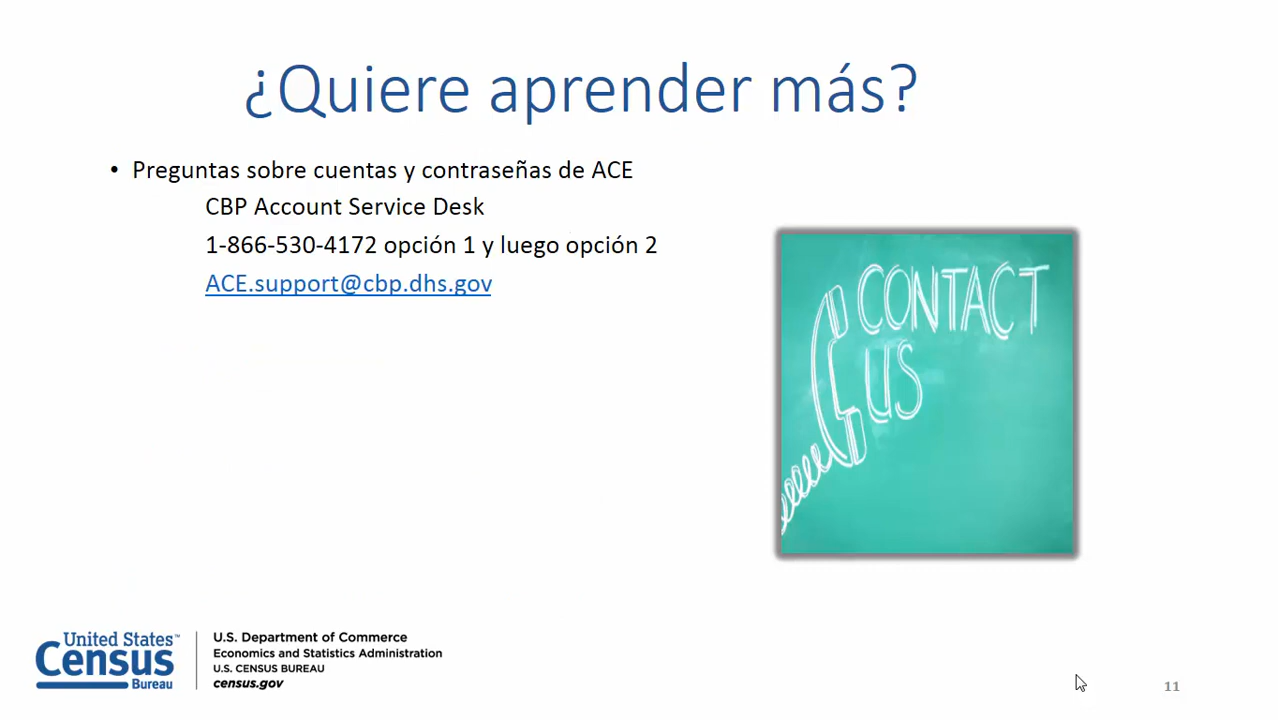 ¿Quiere aprender más?
• Preguntas sobre cuentas y contraseñas de ACE
CBP Account Service Desk
1-866-530-4172 opción 1 y luego opción 2
ACE.support@cbp.dhs.gov
CONTACT
US
United States™
Census
Bureau
U.S. Department of Commerce
Economics and Statistics Administration
U.S. CENSUS BUREAU
census.gov
11